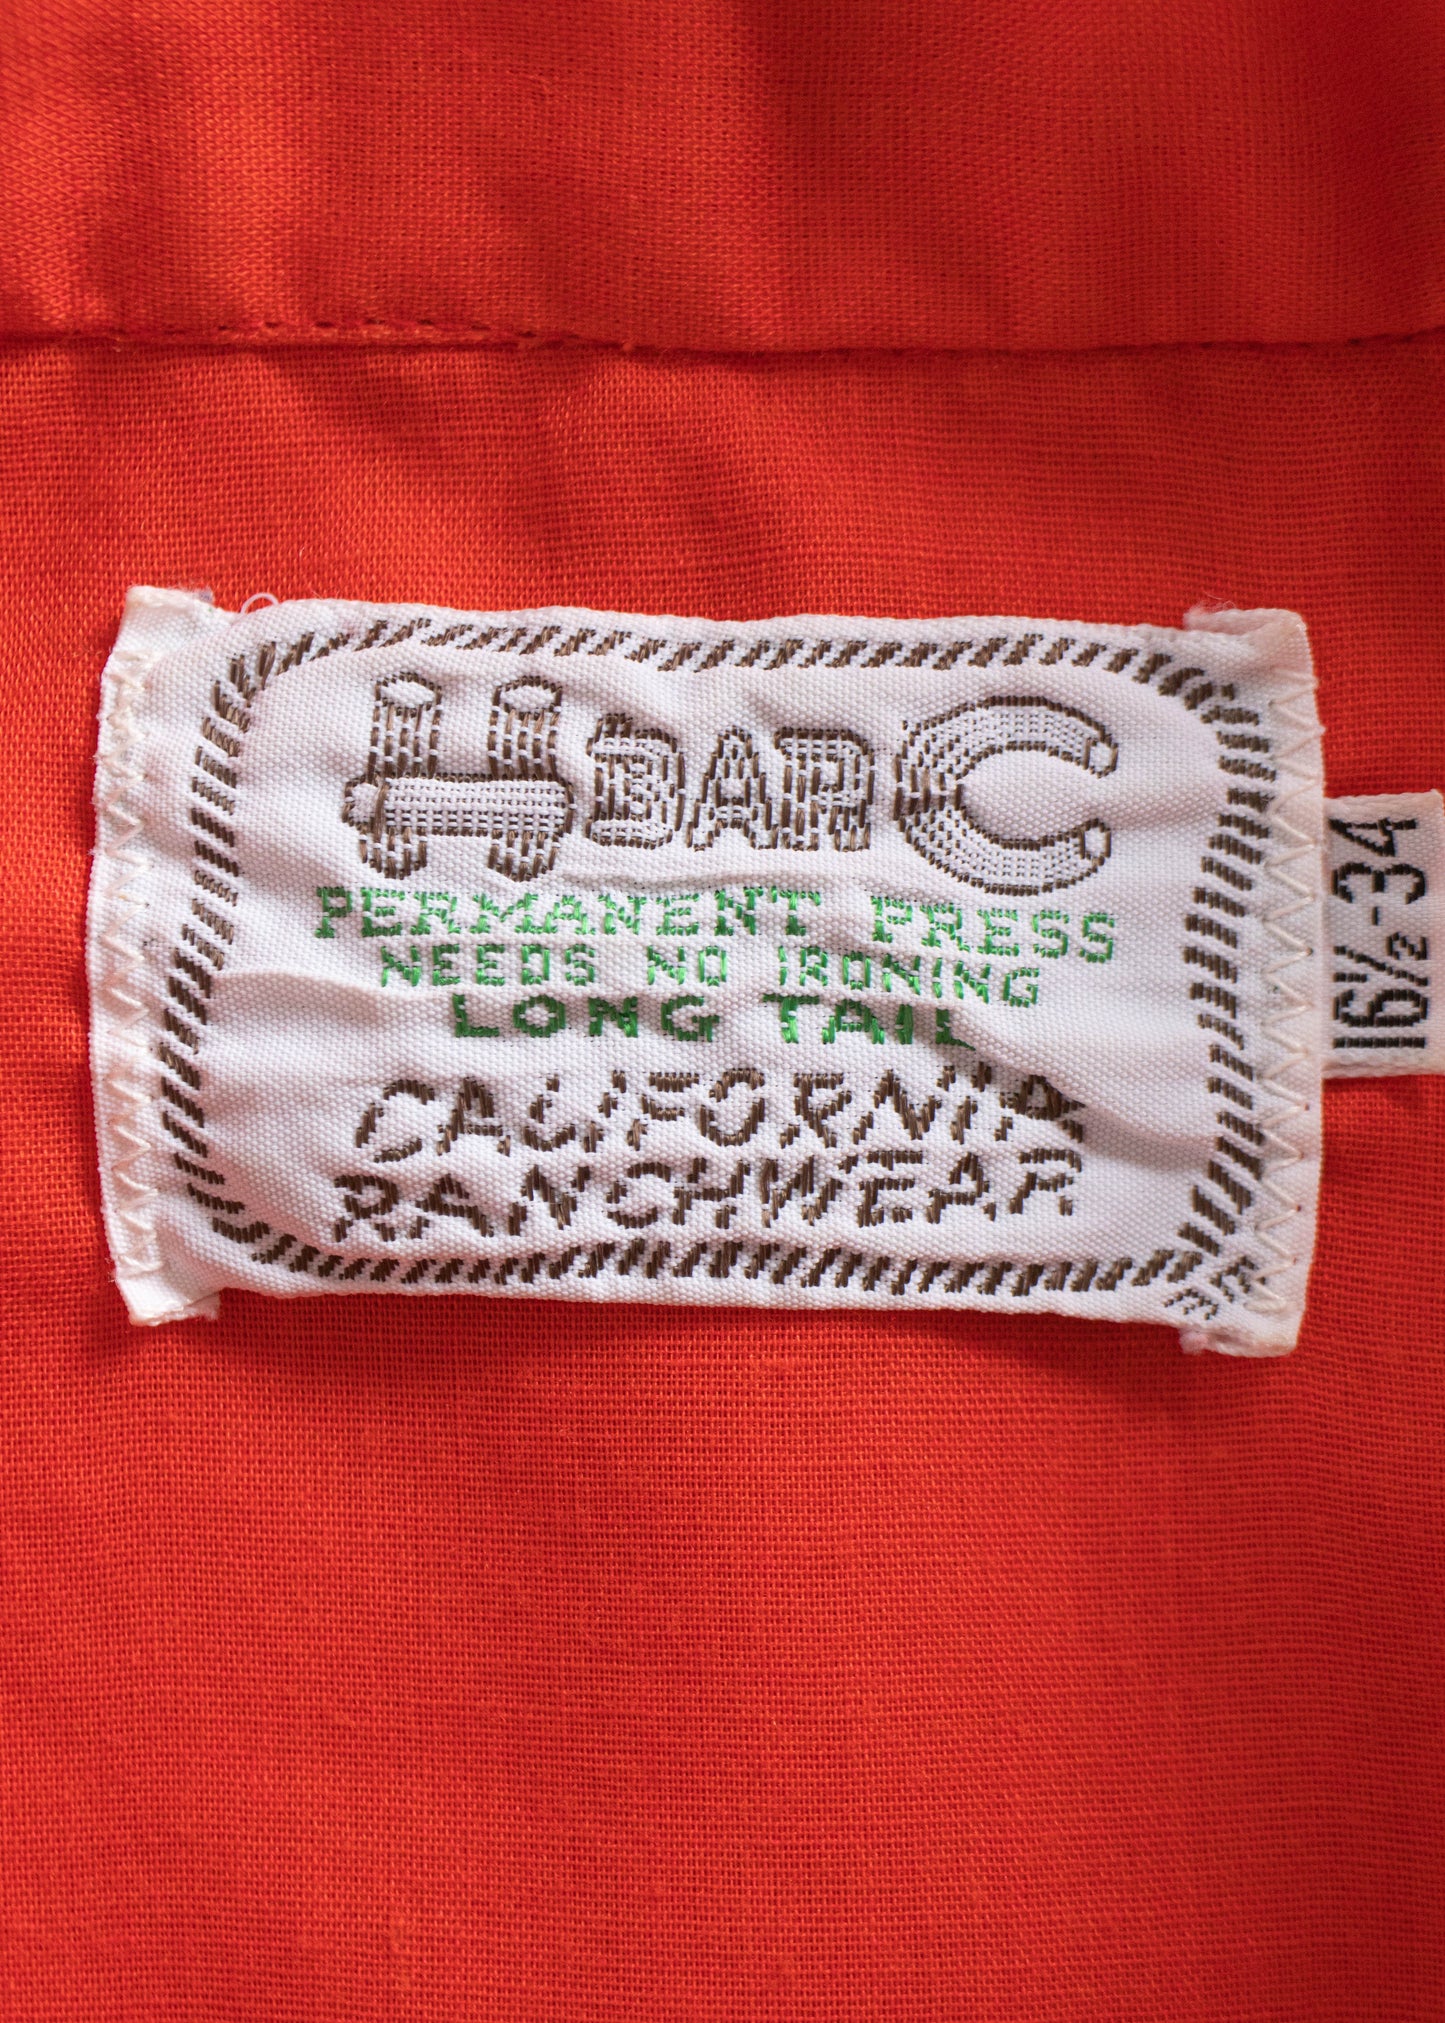 H BAR C
PERMANENT PRESS
NEEDS NO IRONING
LONG TAIL
CALIFORNIA
RANCHWEAR
16½-34